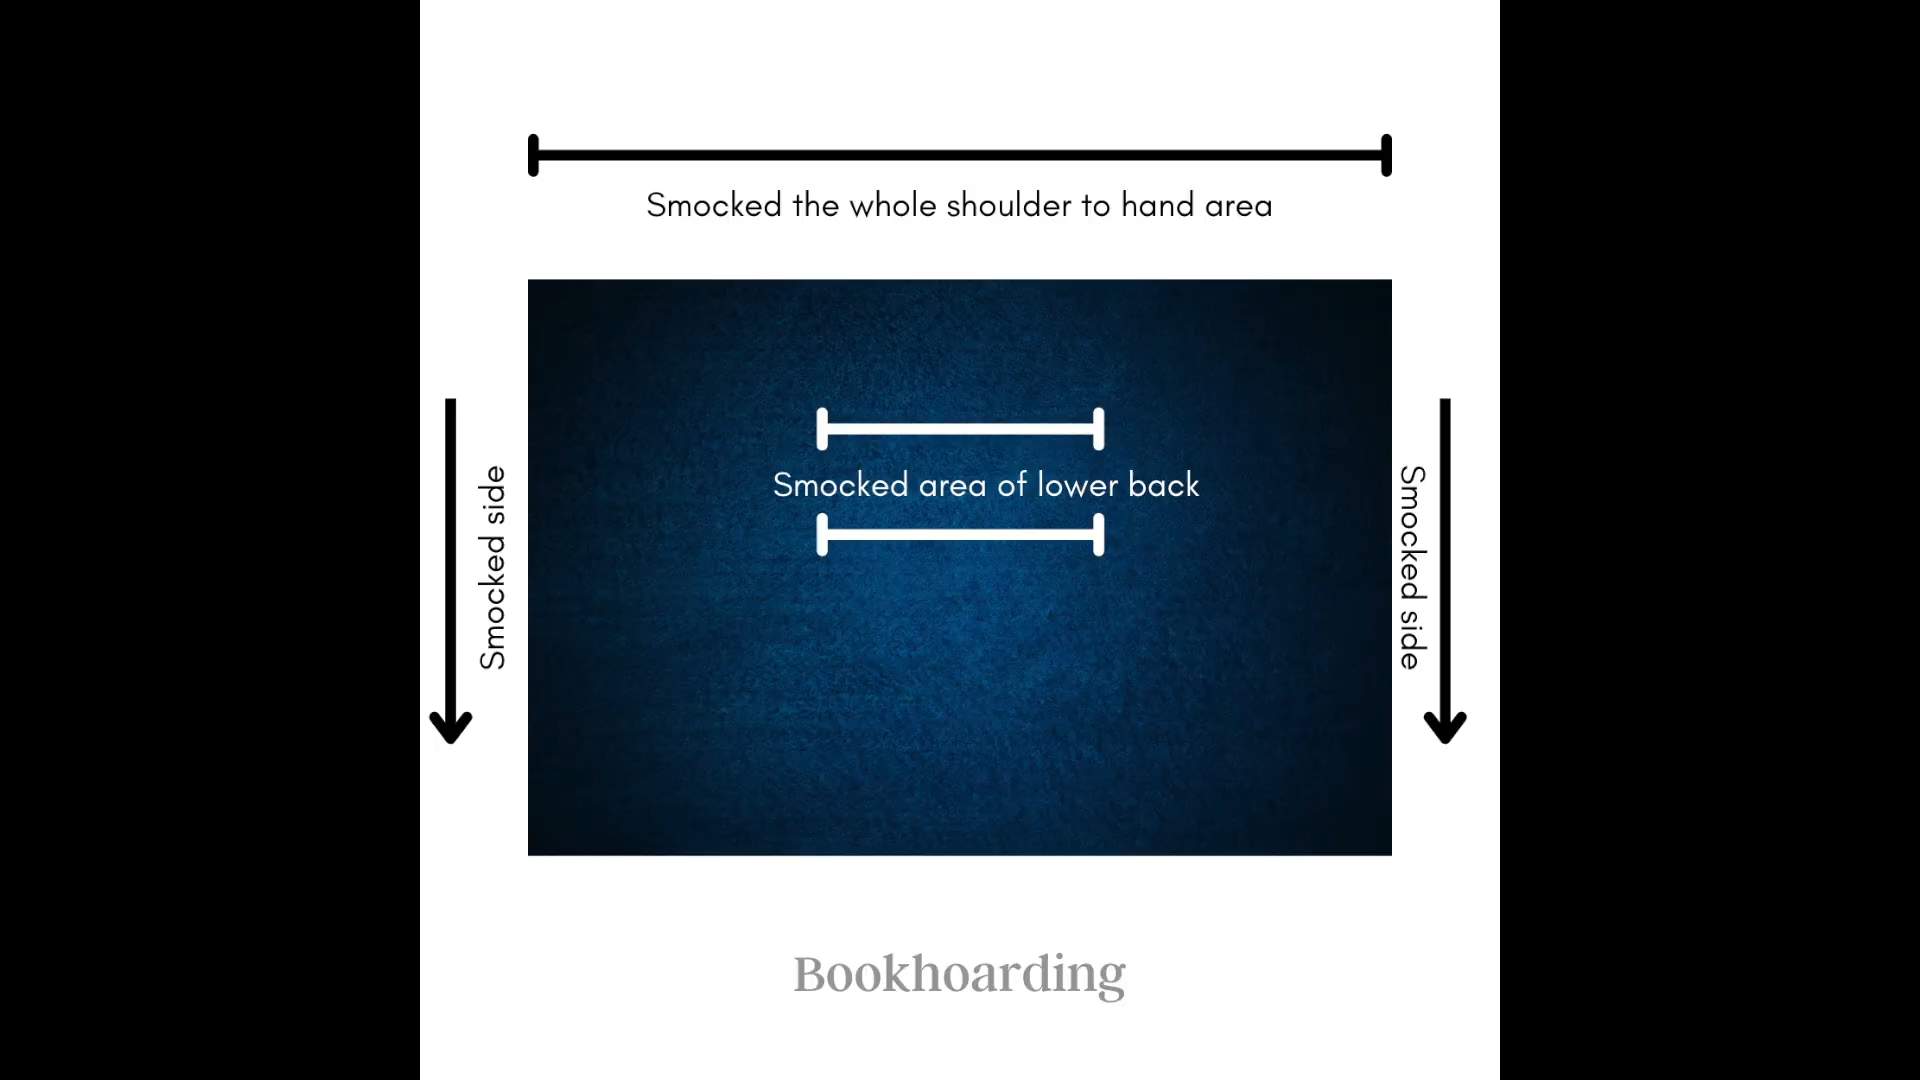 Smocked the whole shoulder to hand area
Smocked side
Smocked area of lower back
Smocked side
Bookhoarding